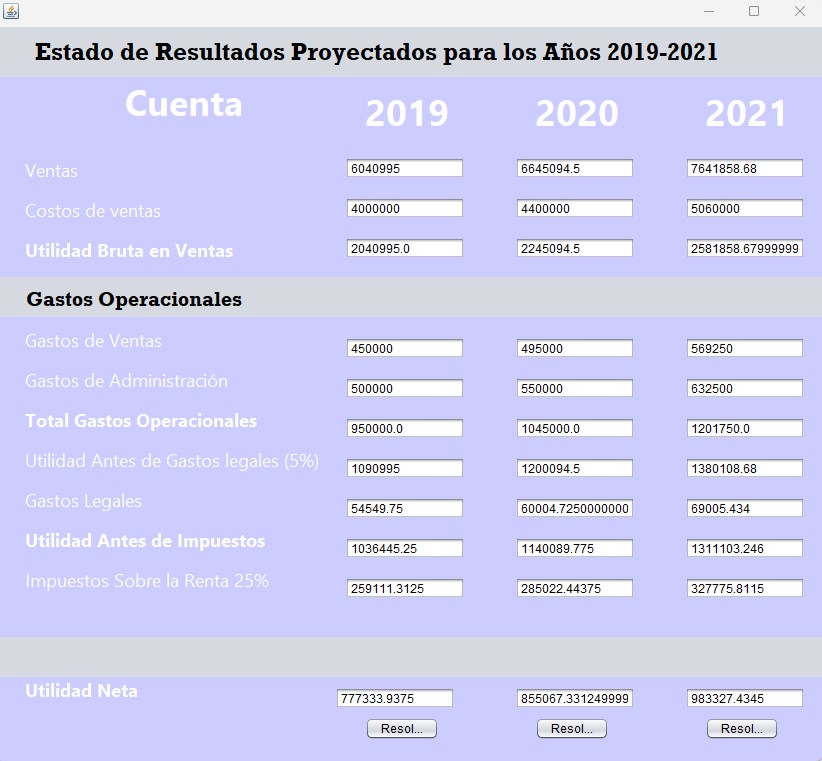 Estado de Resultados Proyectados para los Años 2019-2021
Cuenta 2019 2020 2021
Ventas 6040995 6645094.5 7641858.68
Costos de ventas 4000000 4400000 5060000
Utilidad Bruta en Ventas 2040995.0 2245094.5 2581858.67999999
Gastos Operacionales
Gastos de Ventas 450000 495000 569250
Gastos de Administración 500000 550000 632500
Total Gastos Operacionales 950000.0 1045000.0 1201750.0
Utilidad Antes de Gastos legales (5%) 1090995 1200094.5 1380108.68
Gastos Legales 54549.75 60004.7250000000 69005.434
Utilidad Antes de Impuestos 1036445.25 1140089.775 1311103.246
Impuestos Sobre la Renta 25% 259111.3125 285022.44375 327775.8115
Utilidad Neta 777333.9375 855067.331249999 983327.4345
Resol... Resol... Resol...